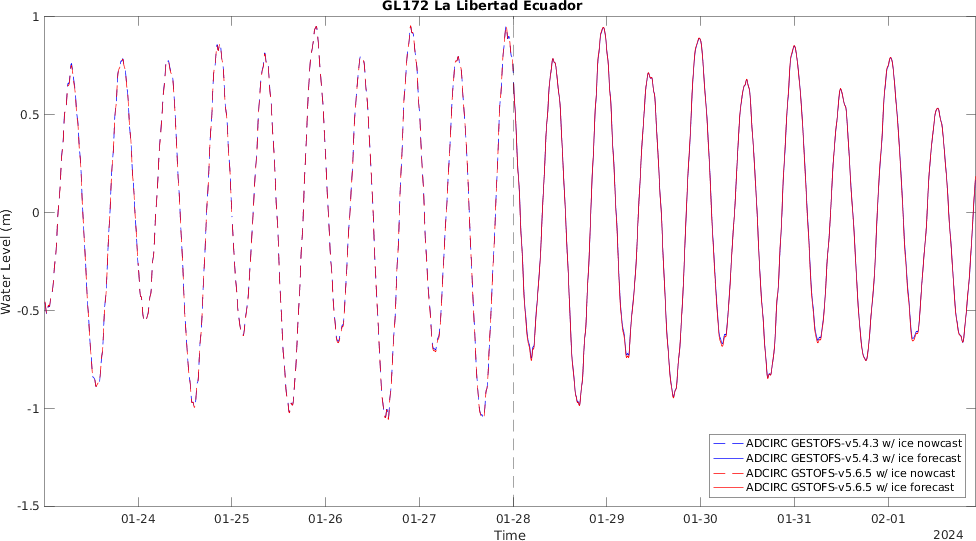 GL172 La Libertad Ecuador
1
0.5
0
-0.5
-1
-1.5
Water Level (m)
01-24
01-25
01-26
01-27
01-28
01-29
01-30
01-31
02-01
Time
2024
ADCIRC GESTOFS-v5.4.3 w/ ice nowcast
ADCIRC GESTOFS-v5.4.3 w/ ice forecast
ADCIRC GSTOFS-v5.6.5 w/ ice nowcast
ADCIRC GSTOFS-v5.6.5 w/ ice forecast